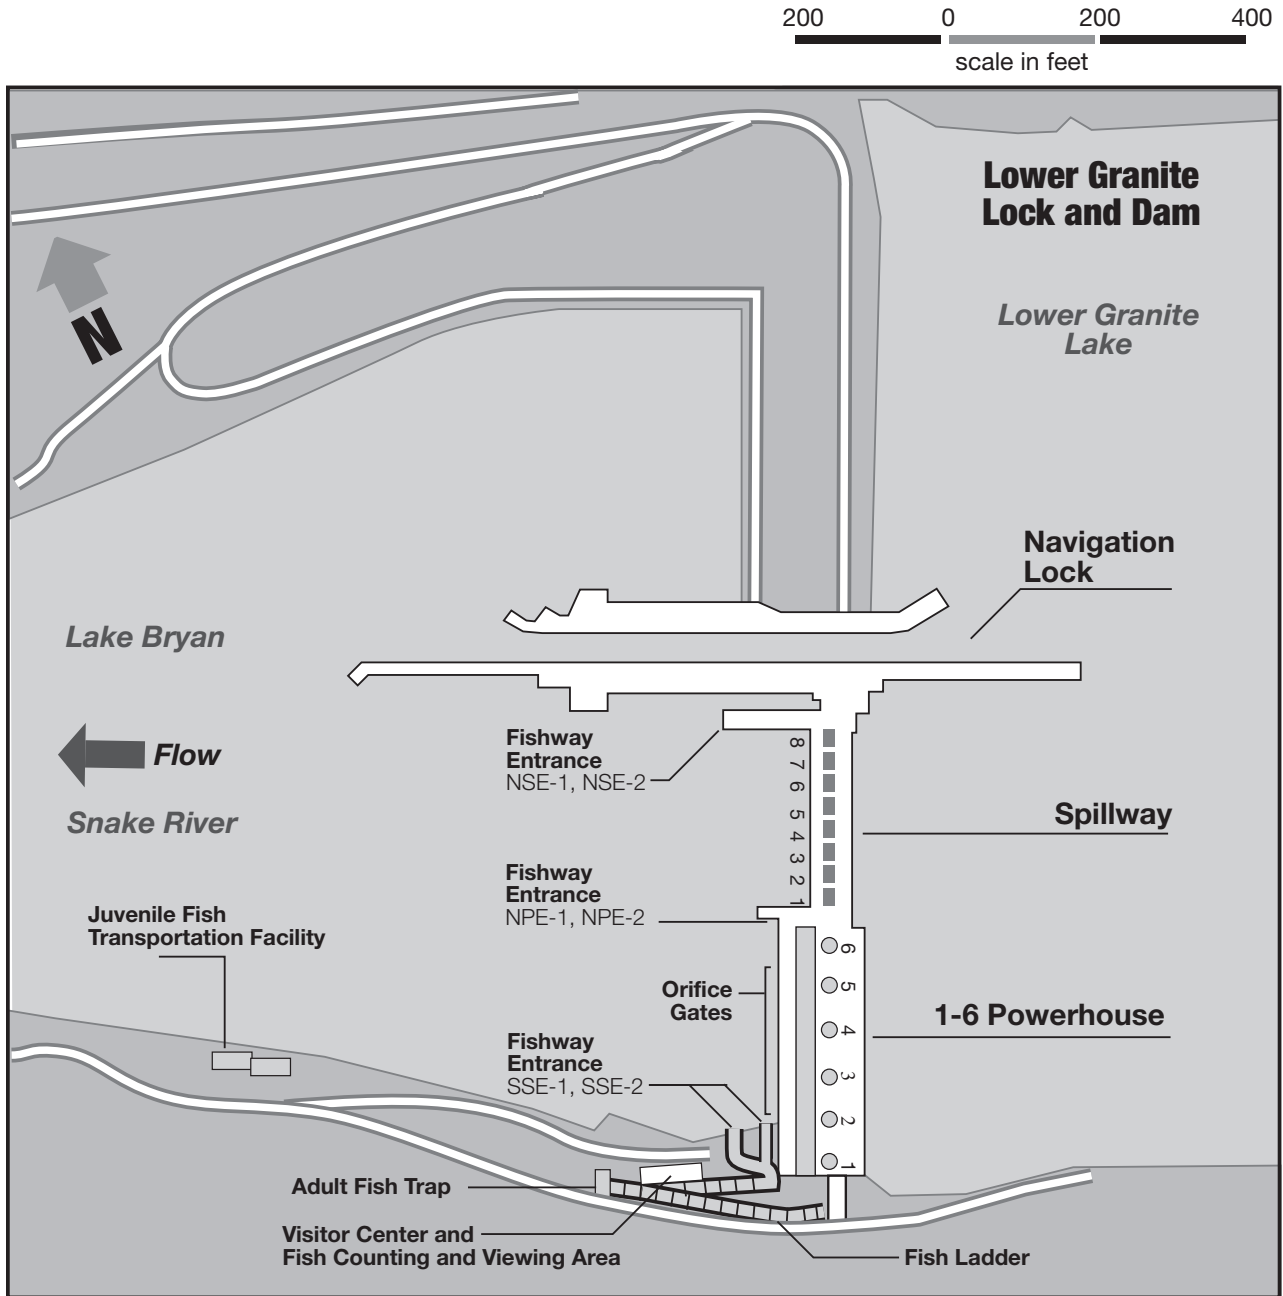 200 0 200 400
scale in feet
Lower Granite
Lock and Dam
Lower Granite
Lake
N
Navigation
Lock
Lake Bryan
Flow
Snake River
Fishway
Entrance
NSE-1, NSE-2
8
7
6
5
4
3
2
1
Spillway
Fishway
Entrance
NPE-1, NPE-2
Juvenile Fish
Transportation Facility
6
5
4
3
2
1
Orifice
Gates
1-6 Powerhouse
Fishway
Entrance
SSE-1, SSE-2
Adult Fish Trap
Visitor Center and
Fish Counting and Viewing Area
Fish Ladder